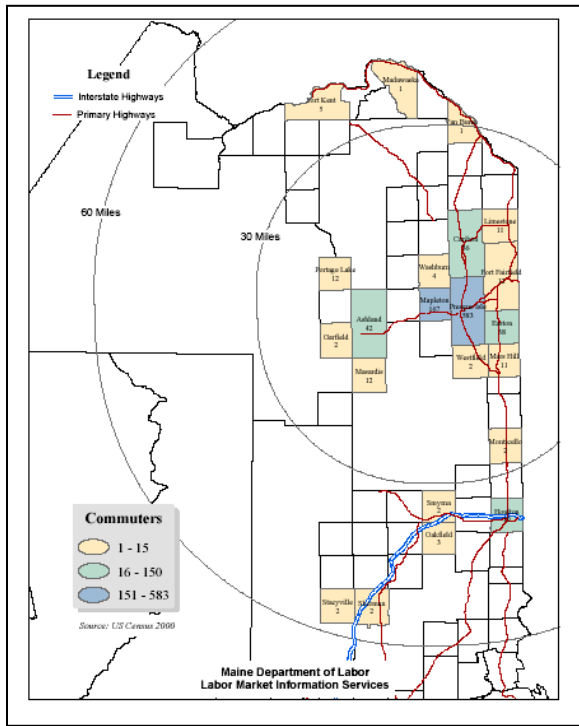 Legend
Interstate Highways
Primary Highways
Madawaska
1
Fort Kent
5
Van Buren
1
60 Miles
30 Miles
Limestone
11
Caribou
Washburn
4
Fort Fairfield
Portage Lake
12
Mapleton
Presque Isle
583
Ashland
42
Easton
Garfield
2
Westfield
2
Mars Hill
11
Masardis
12
Monticello
2
Smyrna
2
Houlton
Oakfield
3
Stacyville
2
Sherman
2
Commuters
1 - 15
16 - 150
151 - 583
Source: US Census 2000
Maine Department of Labor
Labor Market Information Services